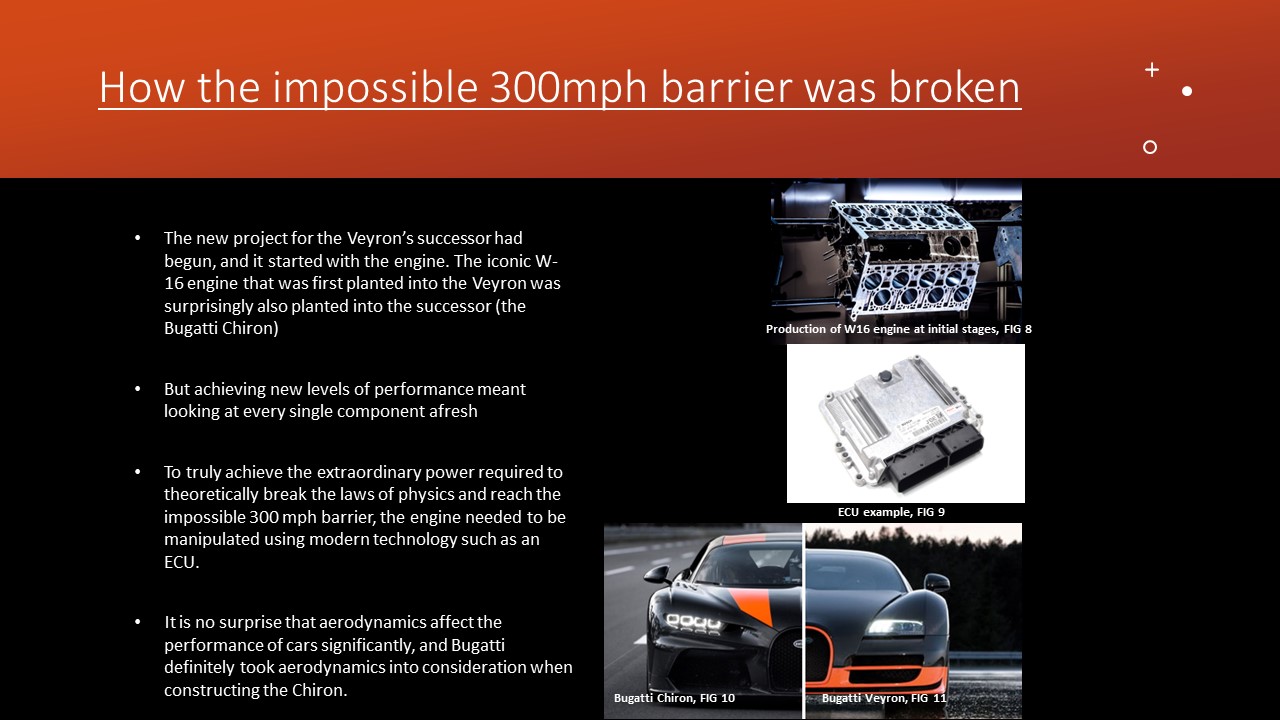 How the impossible 300mph barrier was broken
• The new project for the Veyron’s successor had
begun, and it started with the engine. The iconic W-
16 engine that was first planted into the Veyron was
surprisingly also planted into the successor (the
Bugatti Chiron)
• But achieving new levels of performance meant
looking at every single component afresh
• To truly achieve the extraordinary power required to
theoretically break the laws of physics and reach the
impossible 300 mph barrier, the engine needed to be
manipulated using modern technology such as an
ECU.
• It is no surprise that aerodynamics affect the
performance of cars significantly, and Bugatti
definitely took aerodynamics into consideration when
constructing the Chiron.
Production of W16 engine at initial stages, FIG 8
ECU example, FIG 9
Bugatti Chiron, FIG 10
Bugatti Veyron, FIG 11